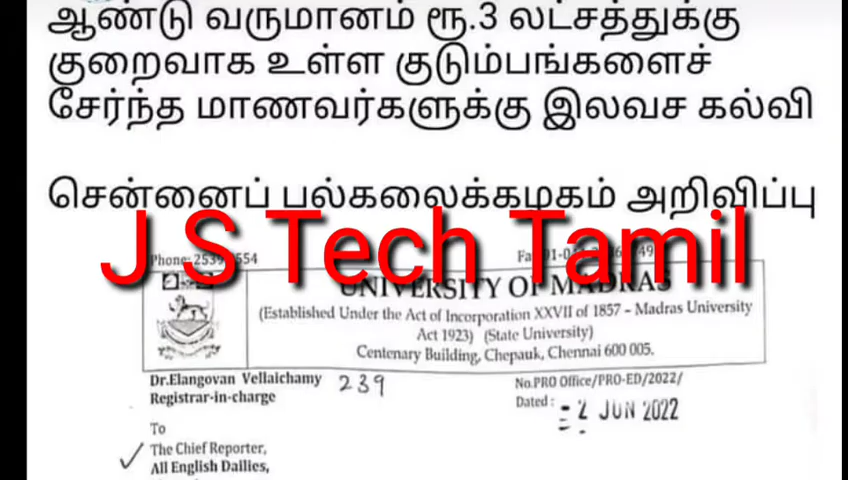 ஆண்டு வருமானம் ரூ.3 லட்சத்துக்கு
குறைவாக உள்ள குடும்பங்களைச்
சேர்ந்த மாணவர்களுக்கு இலவச கல்வி
சென்னைப் பல்கலைக்கழகம் அறிவிப்பு
J S Tech Tamil
Phone:
UNIVERSITY OF MADRAS
(Established Under the Act of Incorporation XXVII of 1857 – Madras University
Act 1923) (State University)
Centenary Building, Chepauk, Chennai 600 005.
Dr.Elangovan Vellaichamy 239
Registrar-in-charge
No.PRO Office/PRO-ED/2022/
Dated : - 2 JUN 2022
To
The Chief Reporter,
All English Dailies,